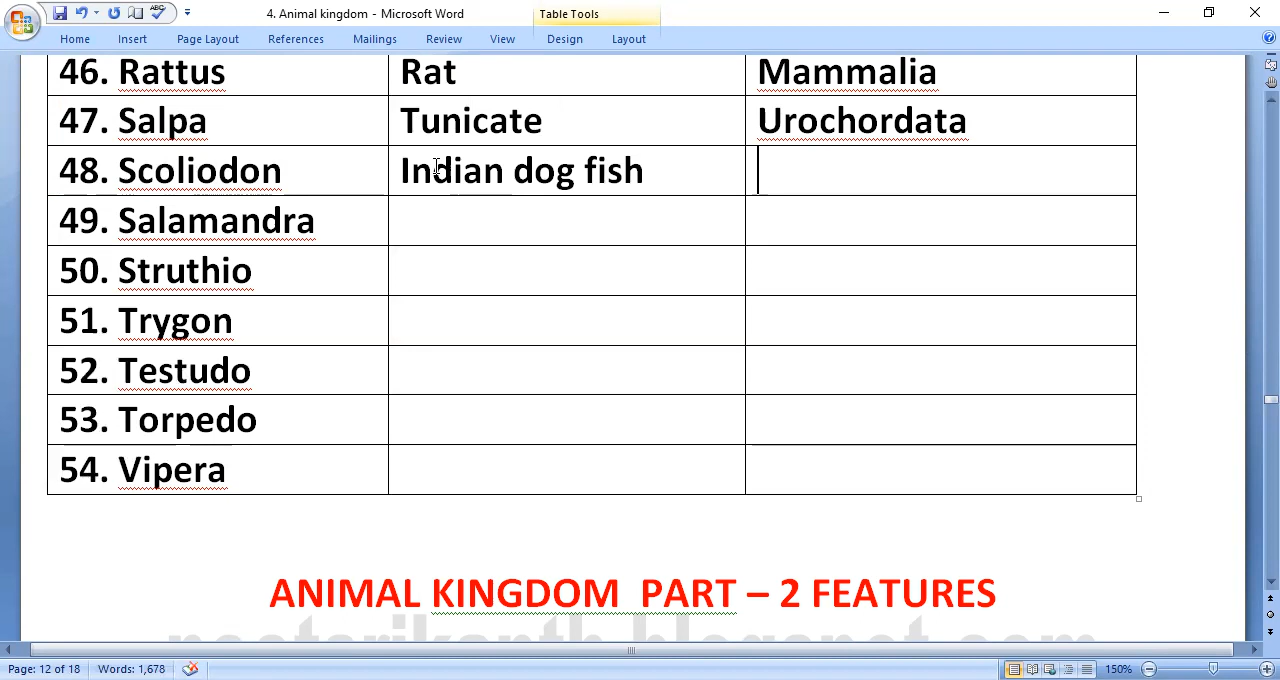 4. Animal kingdom - Microsoft Word
Table Tools
Home Insert Page Layout References Mailings Review View Design Layout
46. Rattus Rat Mammalia
47. Salpa Tunicate Urochordata
48. Scoliodon Indian dog fish
49. Salamandra
50. Struthio
51. Trygon
52. Testudo
53. Torpedo
54. Vipera
ANIMAL KINGDOM PART – 2 FEATURES
Page: 12 of 18 Words: 1,678 150%